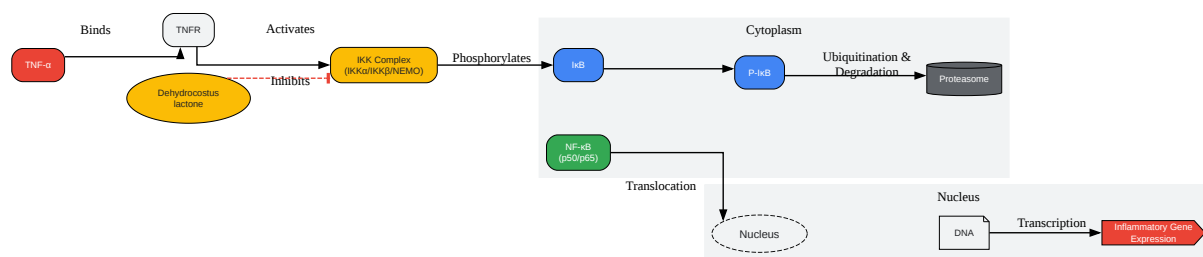 Binds
TNFR
Activates
Cytoplasm
TNF-α
IKK Complex
(IKKα/IKKβ/NEMO)
Phosphorylates
IκB
P-IκB
Ubiquitination &
Degradation
Proteasome
Inhibits
Dehydrocostus
lactone
NF-κB
(p50/p65)
Translocation
Nucleus
Nucleus
DNA
Transcription
Inflammatory Gene
Expression